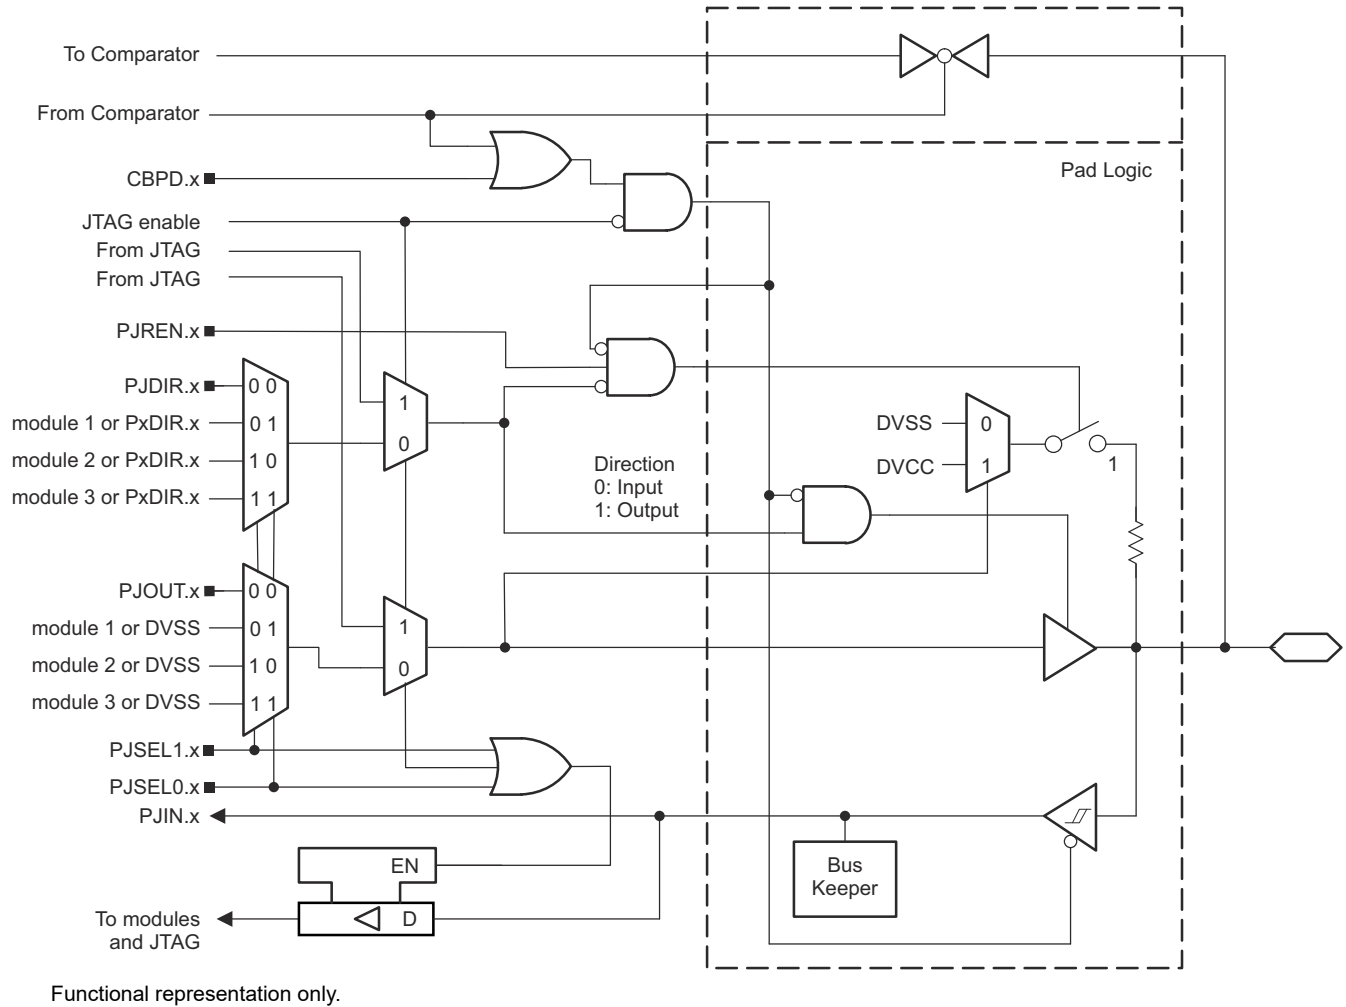 To Comparator
From Comparator
Pad Logic
CBPD.x
JTAG enable
From JTAG
From JTAG
PJREN.x
PJDIR.x
0 0
module 1 or PxDIR.x
0 1
module 2 or PxDIR.x
1 0
module 3 or PxDIR.x
1 1
1
0
Direction
0: Input
1: Output
DVSS
0
DVCC
1
1
PJOUT.x
0 0
module 1 or DVSS
0 1
module 2 or DVSS
1 0
module 3 or DVSS
1 1
1
0
PJSEL1.x
PJSEL0.x
PJIN.x
EN
Bus
Keeper
D
To modules
and JTAG
Functional representation only.